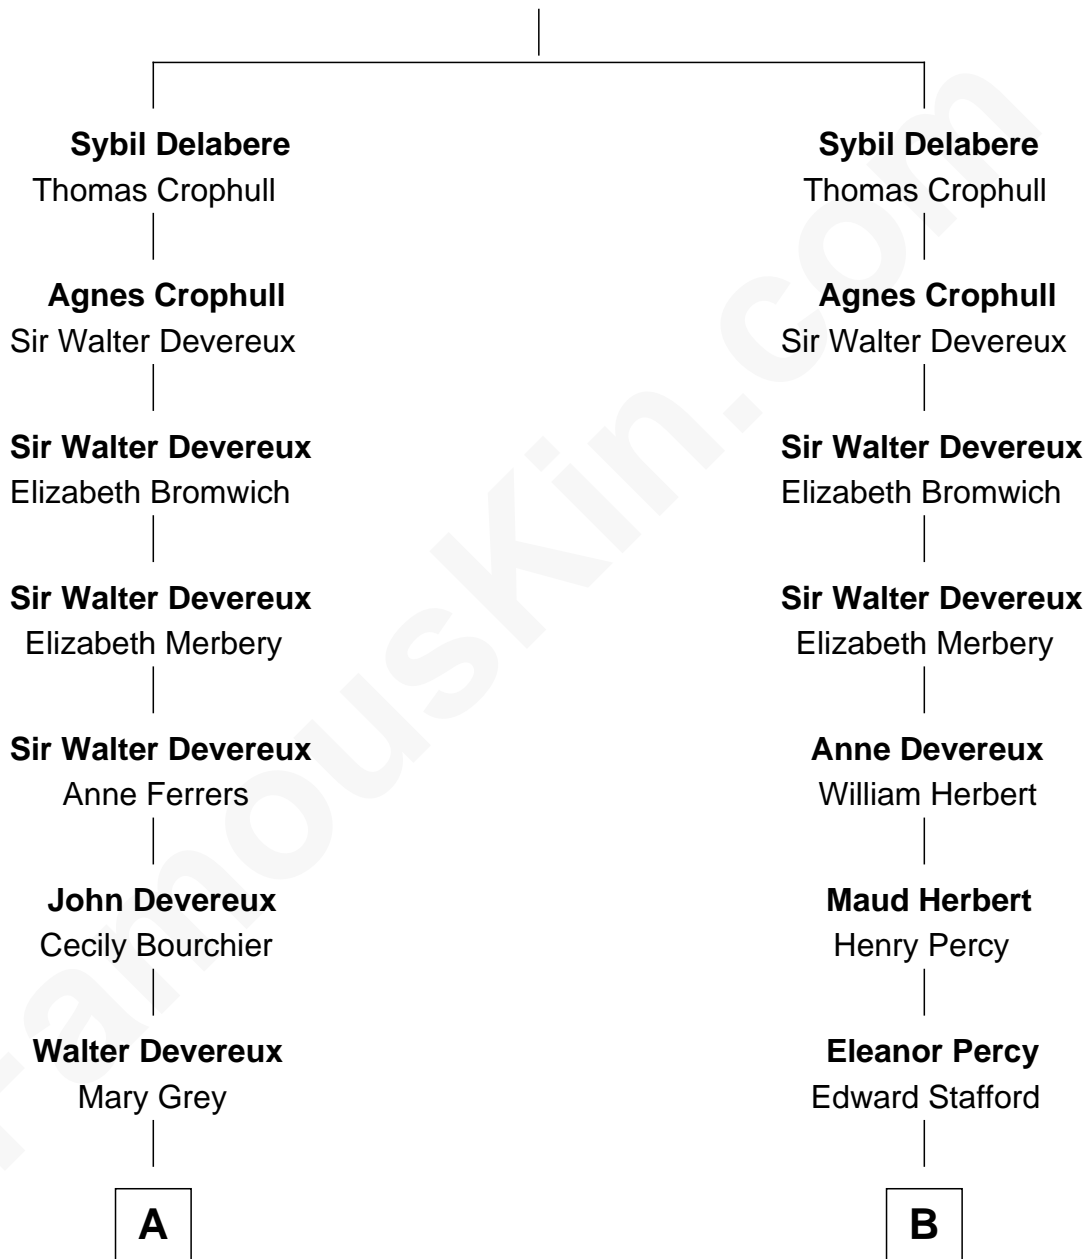 Sybil Delabere
Thomas Crophull
Agnes Crophull
Sir Walter Devereux
Sir Walter Devereux
Elizabeth Bromwich
Sir Walter Devereux
Elizabeth Merbery
Sir Walter Devereux
Anne Ferrers
John Devereux
Cecily Bourchier
Walter Devereux
Mary Grey
A
Sybil Delabere
Thomas Crophull
Agnes Crophull
Sir Walter Devereux
Sir Walter Devereux
Elizabeth Bromwich
Sir Walter Devereux
Elizabeth Merbery
Anne Devereux
William Herbert
Maud Herbert
Henry Percy
Eleanor Percy
Edward Stafford
B
FamousKin.com